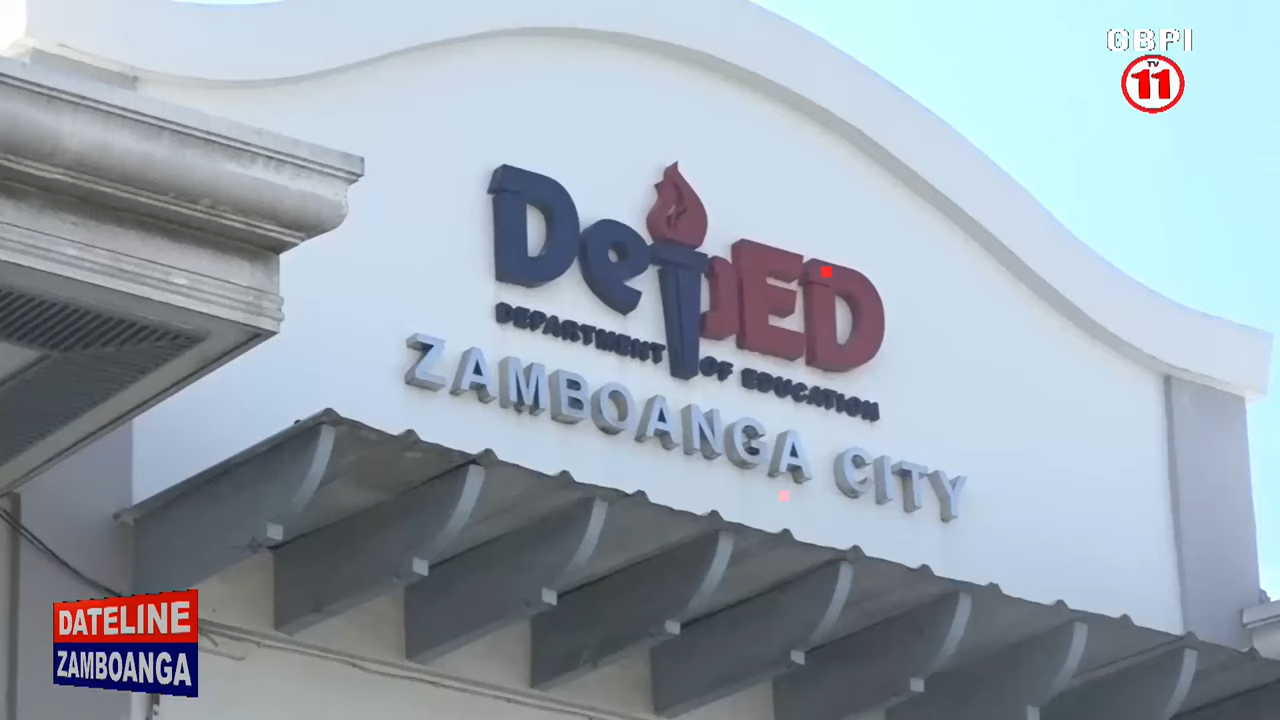 GBPI
TV
11
DepED
DEPARTMENT OF EDUCATION
ZAMBOANGA CITY
DATELINE
ZAMBOANGA